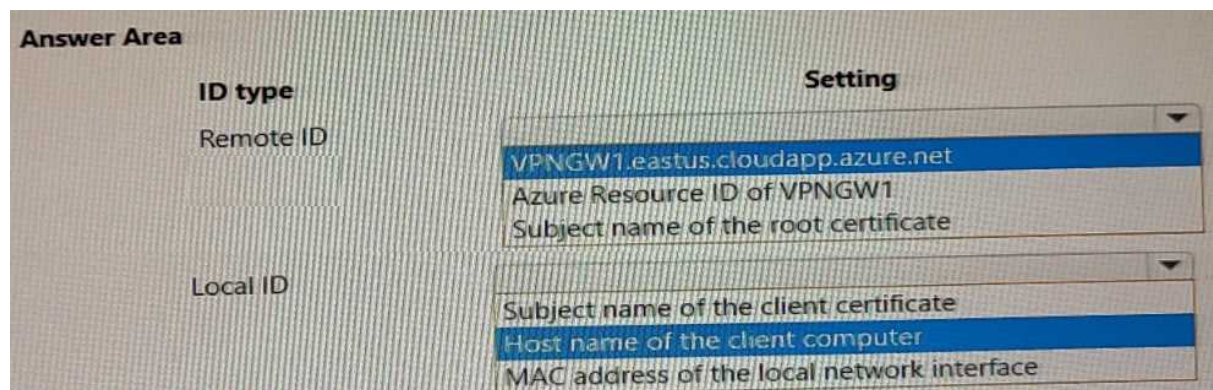 Answer Area
ID type
Setting
Remote ID
VPNGW1.eastus.cloudapp.azure.net
Azure Resource ID of VPNGW1
Subject name of the root certificate
Local ID
Subject name of the client certificate
Host name of the client computer
MAC address of the local network interface